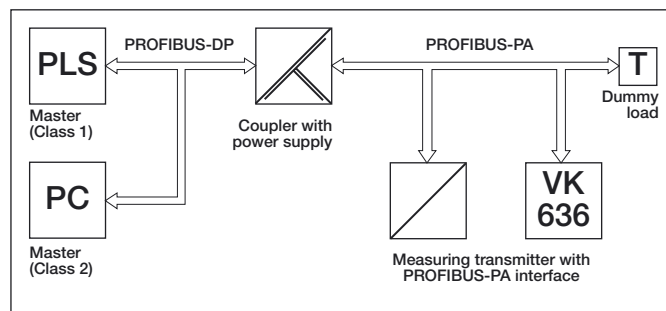 PROFIBUS-DP
PROFIBUS-PA
PLS
T
Master
(Class 1)
Coupler with
power supply
Dummy
load
PC
VK
636
Master
(Class 2)
Measuring transmitter with
PROFIBUS-PA interface